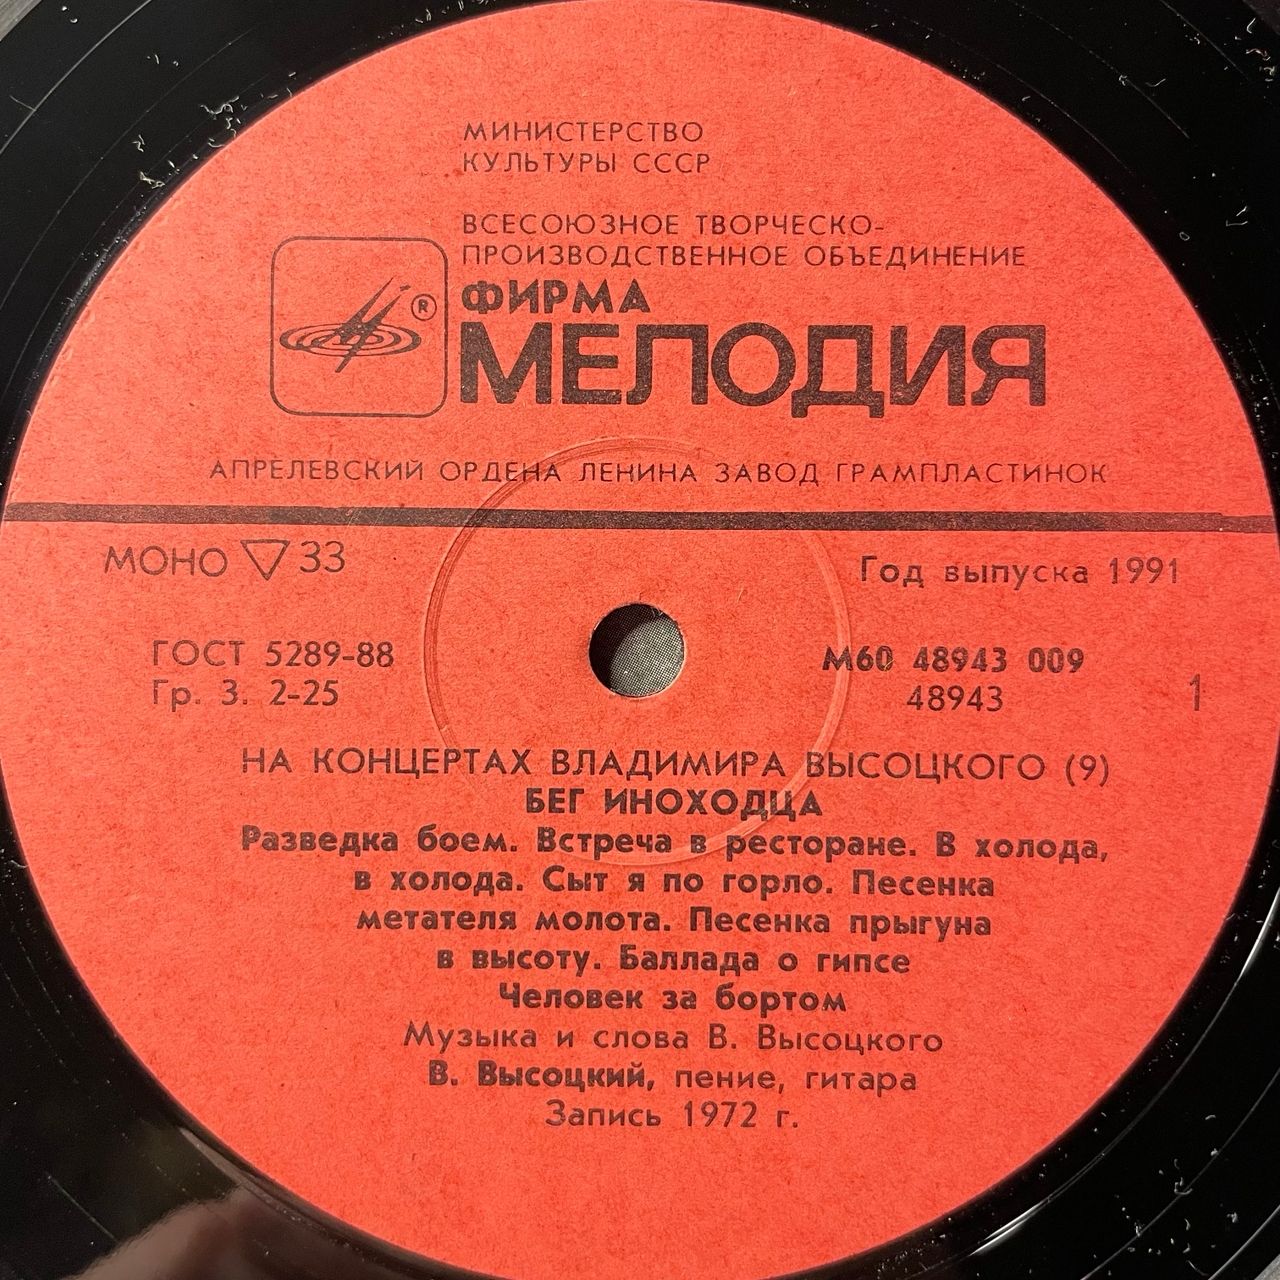 МИНИСТЕРСТВО
КУЛЬТУРЫ СССР
ВСЕСОЮЗНОЕ ТВОРЧЕСКО-
ПРОИЗВОДСТВЕННОЕ ОБЪЕДИНЕНИЕ
ФИРМА
®
МЕЛОДИЯ
АПРЕЛЕВСКИЙ ОРДЕНА ЛЕНИНА ЗАВОД ГРАМПЛАСТИНОК
МОНО ▽ 33
Год выпуска 1991
ГОСТ 5289-88
Гр. 3. 2-25
М60 48943 009
48943
1
НА КОНЦЕРТАХ ВЛАДИМИРА ВЫСОЦКОГО (9)
БЕГ ИНОХОДЦА
Разведка боем. Встреча в ресторане. В холода,
в холода. Сыт я по горло. Песенка
метателя молота. Песенка прыгуна
в высоту. Баллада о гипсе
Человек за бортом
Музыка и слова В. Высоцкого
В. Высоцкий, пение, гитара
Запись 1972 г.